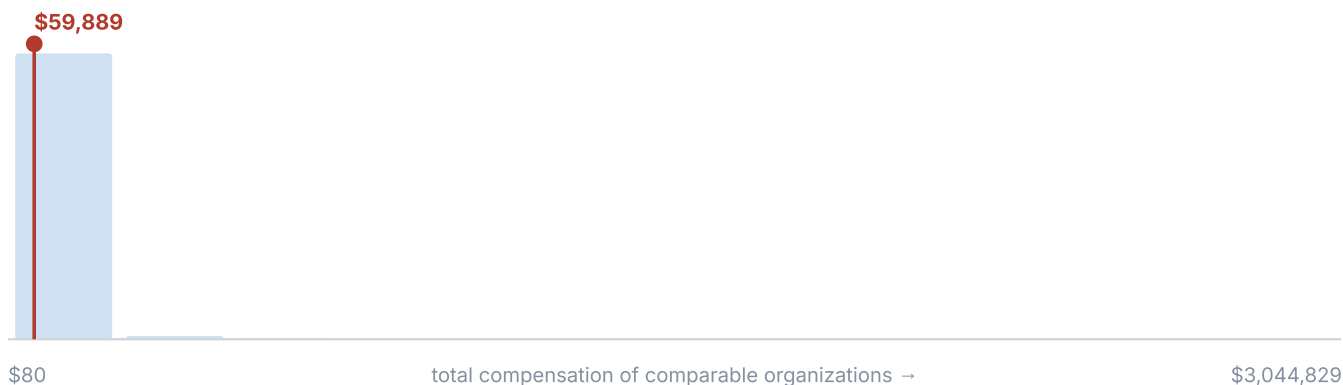 $59,889
$80
total compensation of comparable organizations →
$3,044,829